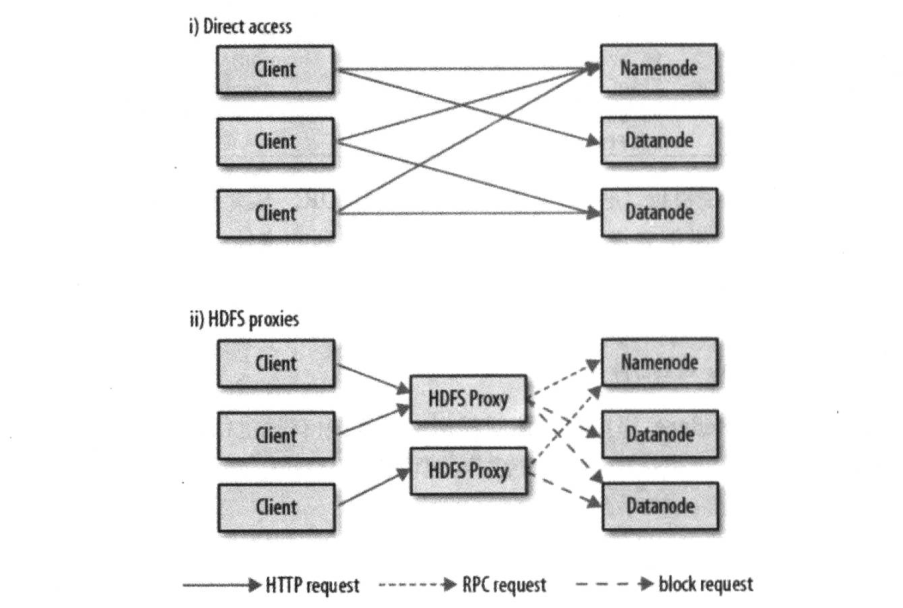 i) Direct access
Client
Namenode
Client
Datanode
Client
Datanode
ii) HDFS proxies
Client
Namenode
HDFS Proxy
Client
Datanode
HDFS Proxy
Client
Datanode
HTTP request
RPC request
block request